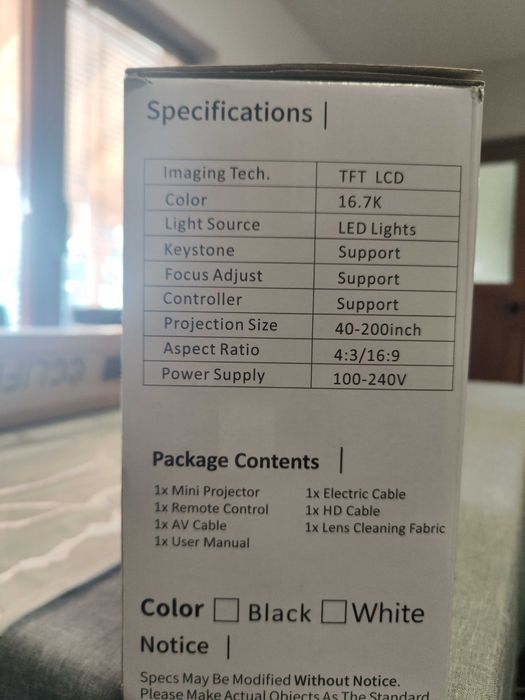 Specifications |
Imaging Tech. TFT LCD
Color 16.7K
Light Source LED Lights
Keystone Support
Focus Adjust Support
Controller Support
Projection Size 40-200inch
Aspect Ratio 4:3/16:9
Power Supply 100-240V
Package Contents |
1x Mini Projector 1x Electric Cable
1x Remote Control 1x HD Cable
1x AV Cable 1x Lens Cleaning Fabric
1x User Manual
Color □ Black □ White
Notice |
Specs May Be Modified Without Notice.
Please Make Actual Objects As The Standard